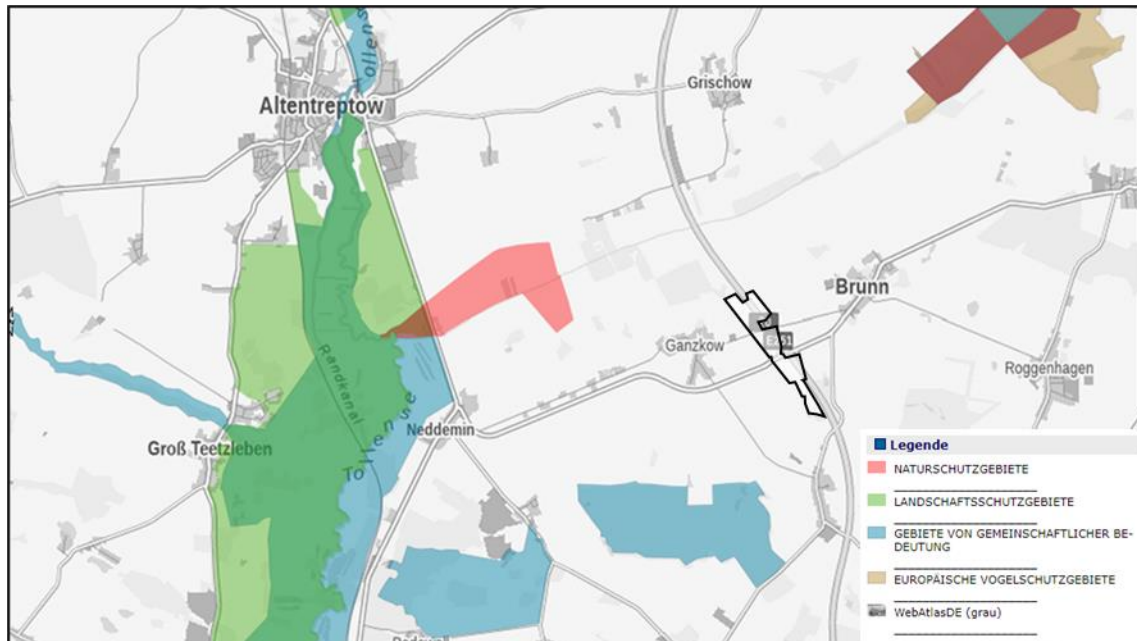 Tollense
Altentreptow
Grischow
Brunn
Ganzkow
Roggenhagen
Randkanal
Neddemin
Groß Teetzleben
Tollense
Legende
NATURSCHUTZGEBIETE
LANDSCHAFTSSCHUTZGEBIETE
GEBIETE VON GEMEINSCHAFTLICHER BE-
DEUTUNG
EUROPÄISCHE VOGELSCHUTZGEBIETE
WebAtlasDE (grau)